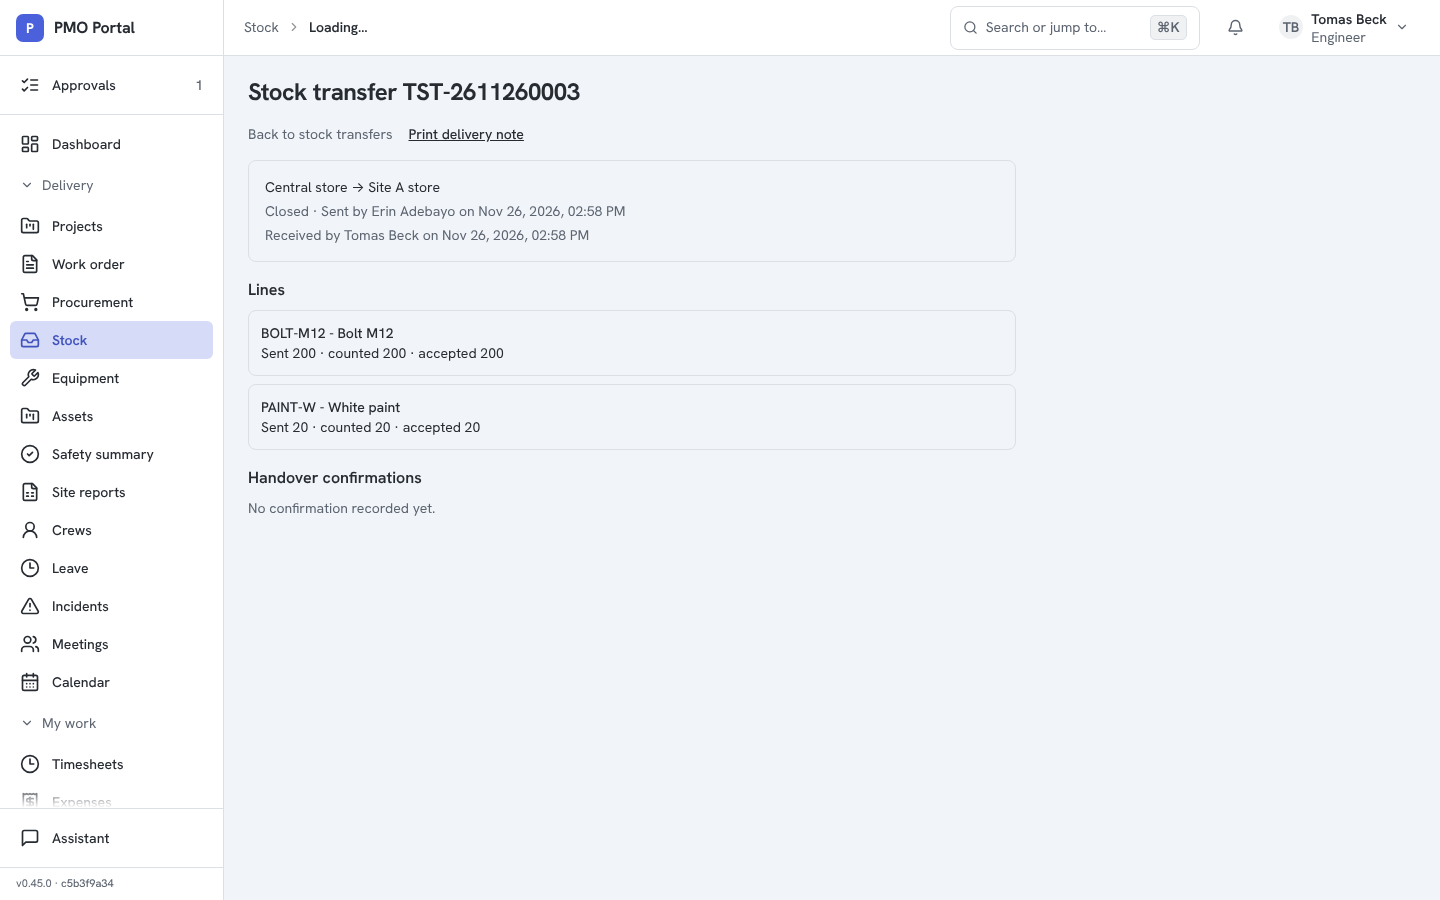 P PMO Portal
Stock > Loading...
Search or jump to... ⌘K
TB Tomas Beck
Engineer
Approvals 1
Dashboard
Delivery
Projects
Work order
Procurement
Stock
Equipment
Assets
Safety summary
Site reports
Crews
Leave
Incidents
Meetings
Calendar
My work
Timesheets
Expenses
Assistant
v0.45.0 · c5b3f9a34
Stock transfer TST-2611260003
Back to stock transfers Print delivery note
Central store → Site A store
Closed · Sent by Erin Adebayo on Nov 26, 2026, 02:58 PM
Received by Tomas Beck on Nov 26, 2026, 02:58 PM
Lines
BOLT-M12 - Bolt M12
Sent 200 · counted 200 · accepted 200
PAINT-W - White paint
Sent 20 · counted 20 · accepted 20
Handover confirmations
No confirmation recorded yet.